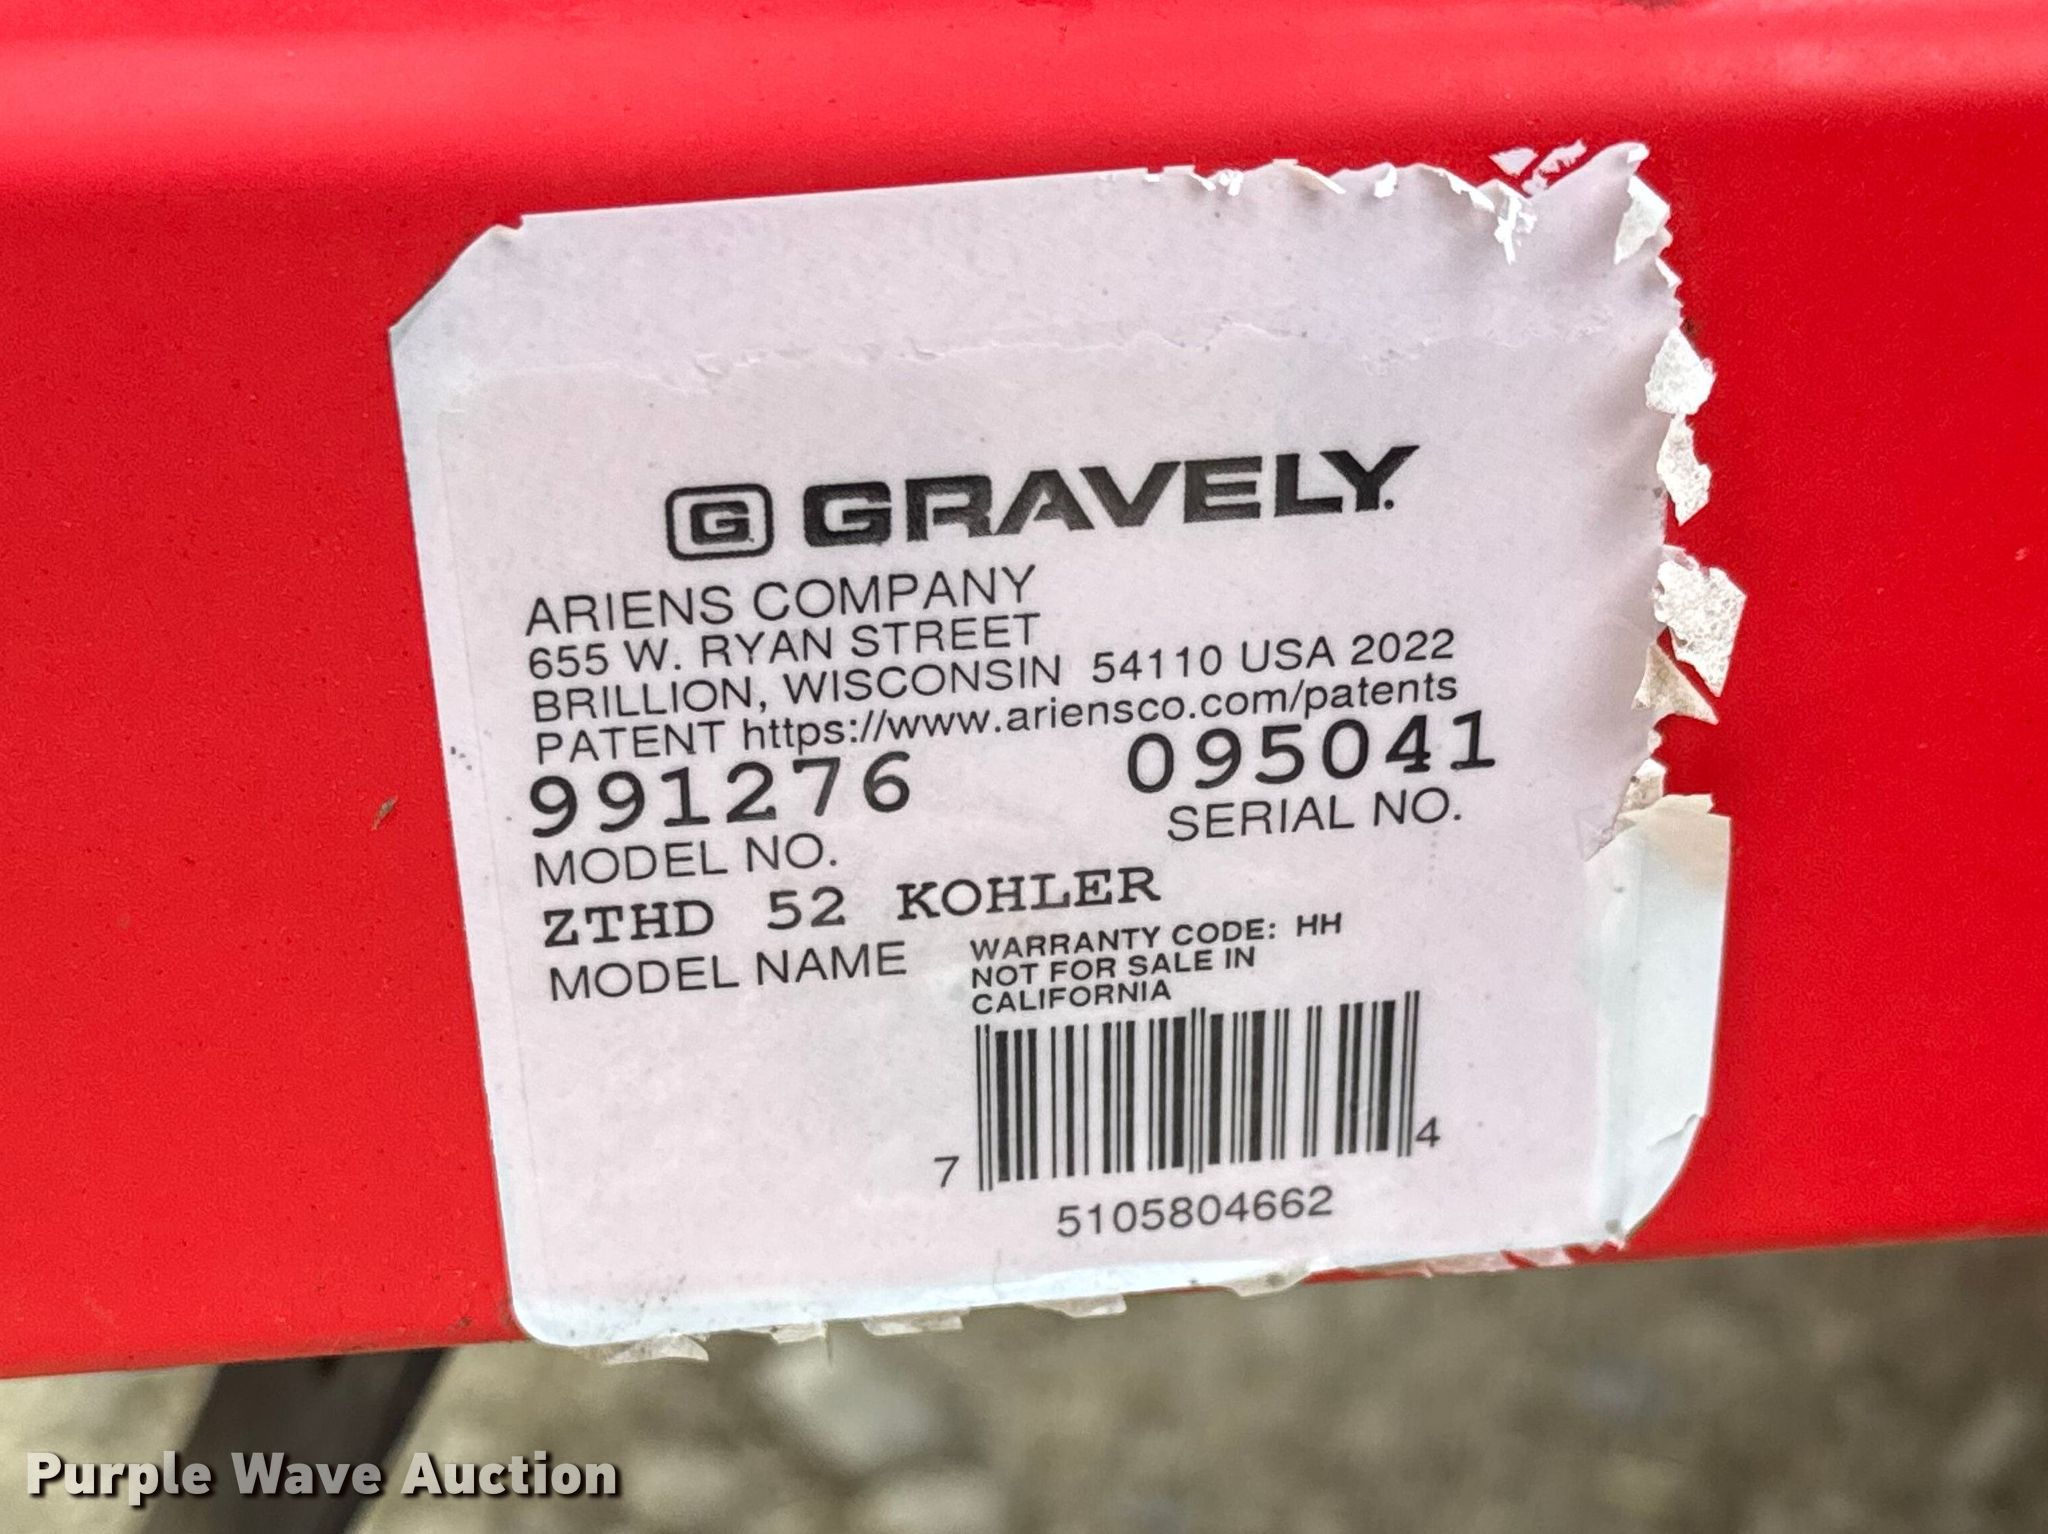 G GRAVELY.
ARIENS COMPANY
655 W. RYAN STREET
BRILLION, WISCONSIN 54110 USA 2022
PATENT https://www.ariensco.com/patents
991276 095041
MODEL NO. SERIAL NO.
ZTHD 52 KOHLER
MODEL NAME
WARRANTY CODE: HH
NOT FOR SALE IN
CALIFORNIA
7 4
5105804662
Purple Wave Auction